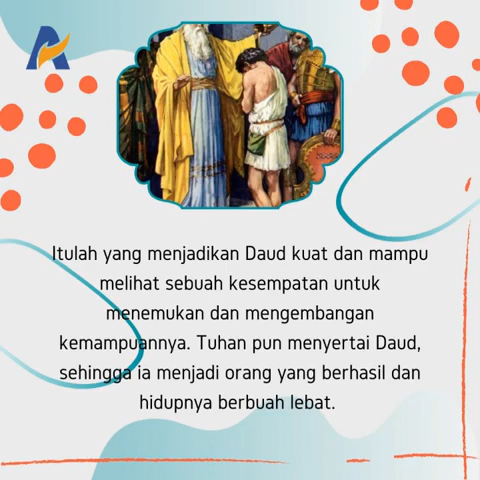 Itulah yang menjadikan Daud kuat dan mampu
melihat sebuah kesempatan untuk
menemukan dan mengembangan
kemampuannya. Tuhan pun menyertai Daud,
sehingga ia menjadi orang yang berhasil dan
hidupnya berbuah lebat.